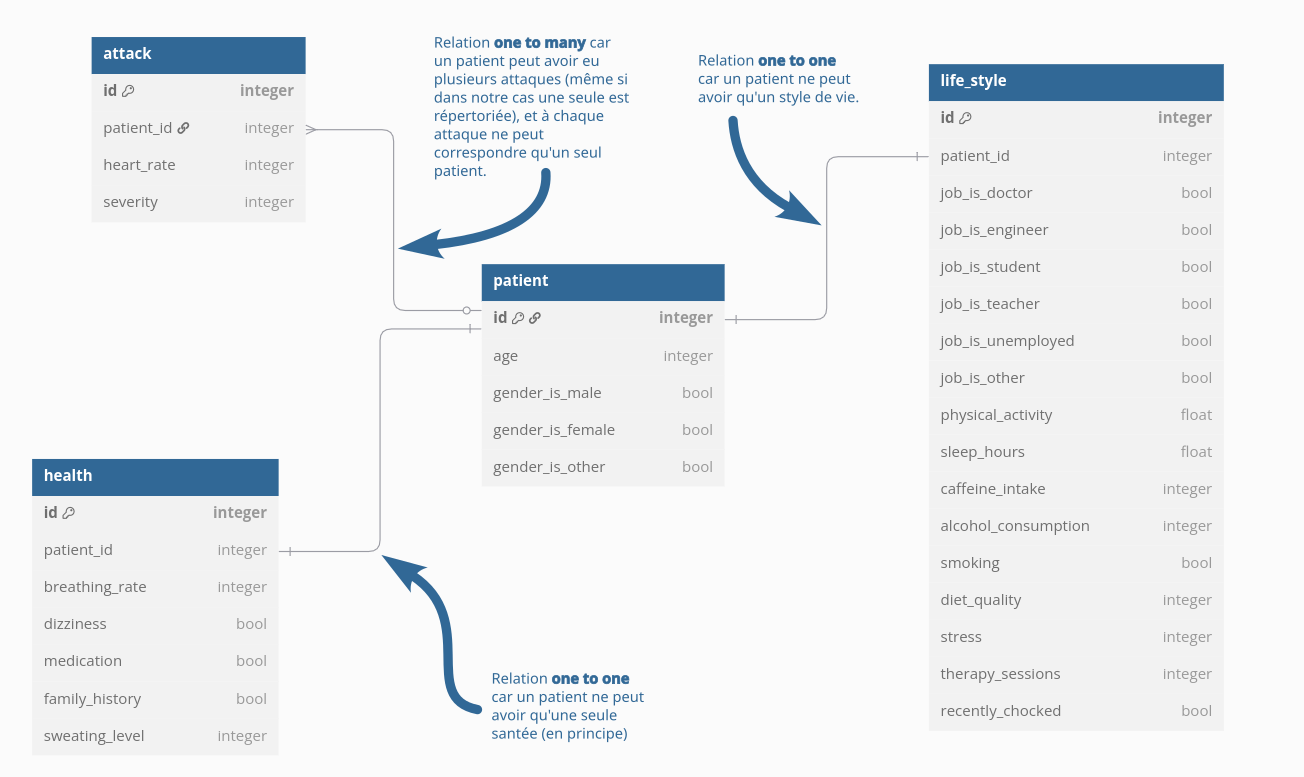 attack
id integer
patient_id integer
heart_rate integer
severity integer
Relation one to many car
un patient peut avoir eu
plusieurs attaques (même si
dans notre cas une seule est
répertoriée), et à chaque
attaque ne peut
correspondre qu'un seul
patient.
Relation one to one
car un patient ne peut
avoir qu'un style de vie.
life_style
id integer
patient_id integer
job_is_doctor bool
job_is_engineer bool
job_is_student bool
job_is_teacher bool
job_is_unemployed bool
job_is_other bool
physical_activity float
sleep_hours float
caffeine_intake integer
alcohol_consumption integer
smoking bool
diet_quality integer
stress integer
therapy_sessions integer
recently_chocked bool
patient
id integer
age integer
gender_is_male bool
gender_is_female bool
gender_is_other bool
health
id integer
patient_id integer
breathing_rate integer
dizziness bool
medication bool
family_history bool
sweating_level integer
Relation one to one
car un patient ne peut
avoir qu'une seule
santée (en principe)